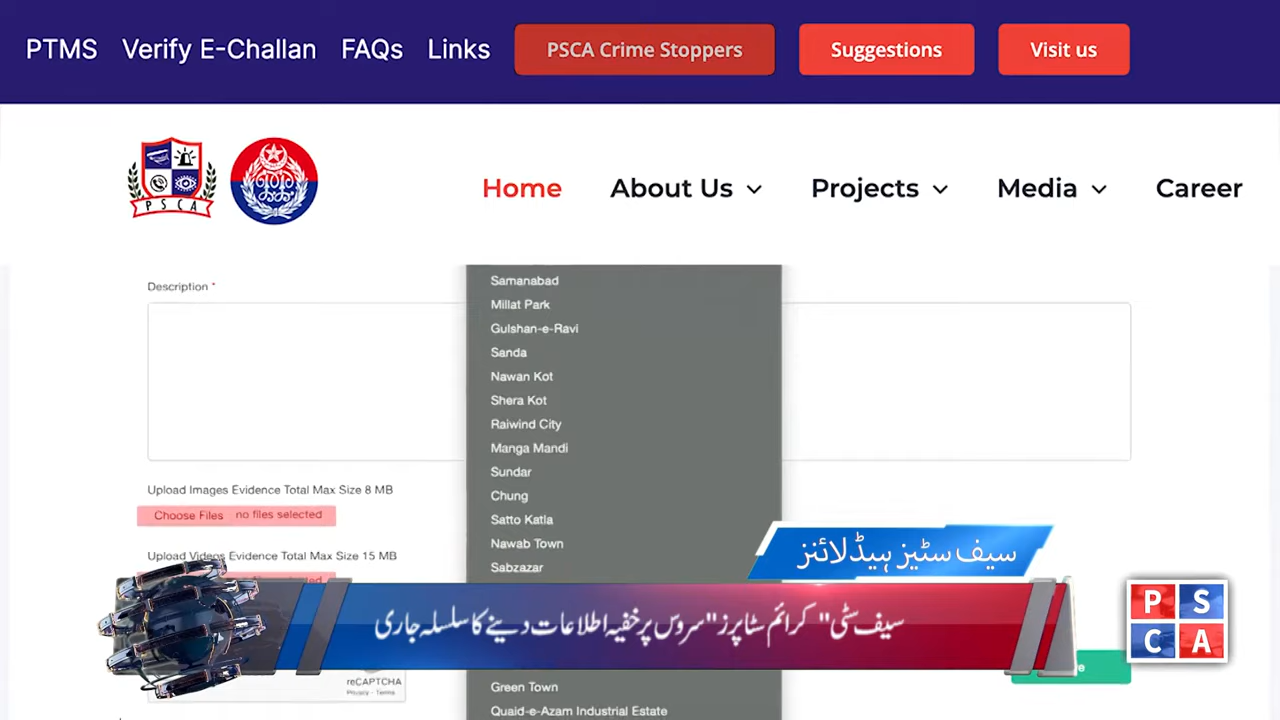 PTMS Verify E-Challan FAQs Links PSCA Crime Stoppers Suggestions Visit us
PSCA
Home About Us Projects Media Career
Description *
Samanabad
Millat Park
Gulshan-e-Ravi
Sanda
Nawan Kot
Shera Kot
Raiwind City
Manga Mandi
Sundar
Chung
Satto Katla
Nawab Town
Sabzazar
Upload Images Evidence Total Max Size 8 MB
Choose Files no files selected
Upload Videos Evidence Total Max Size 15 MB
سیف سٹیز ہیڈلائنز
سیف سٹی" کرائم سٹاپرز "سروس پر خفیہ اطلاعات دینے کا سلسلہ جاری
P S
C A
reCAPTCHA
Privacy - Terms
Green Town
Quaid-e-Azam Industrial Estate